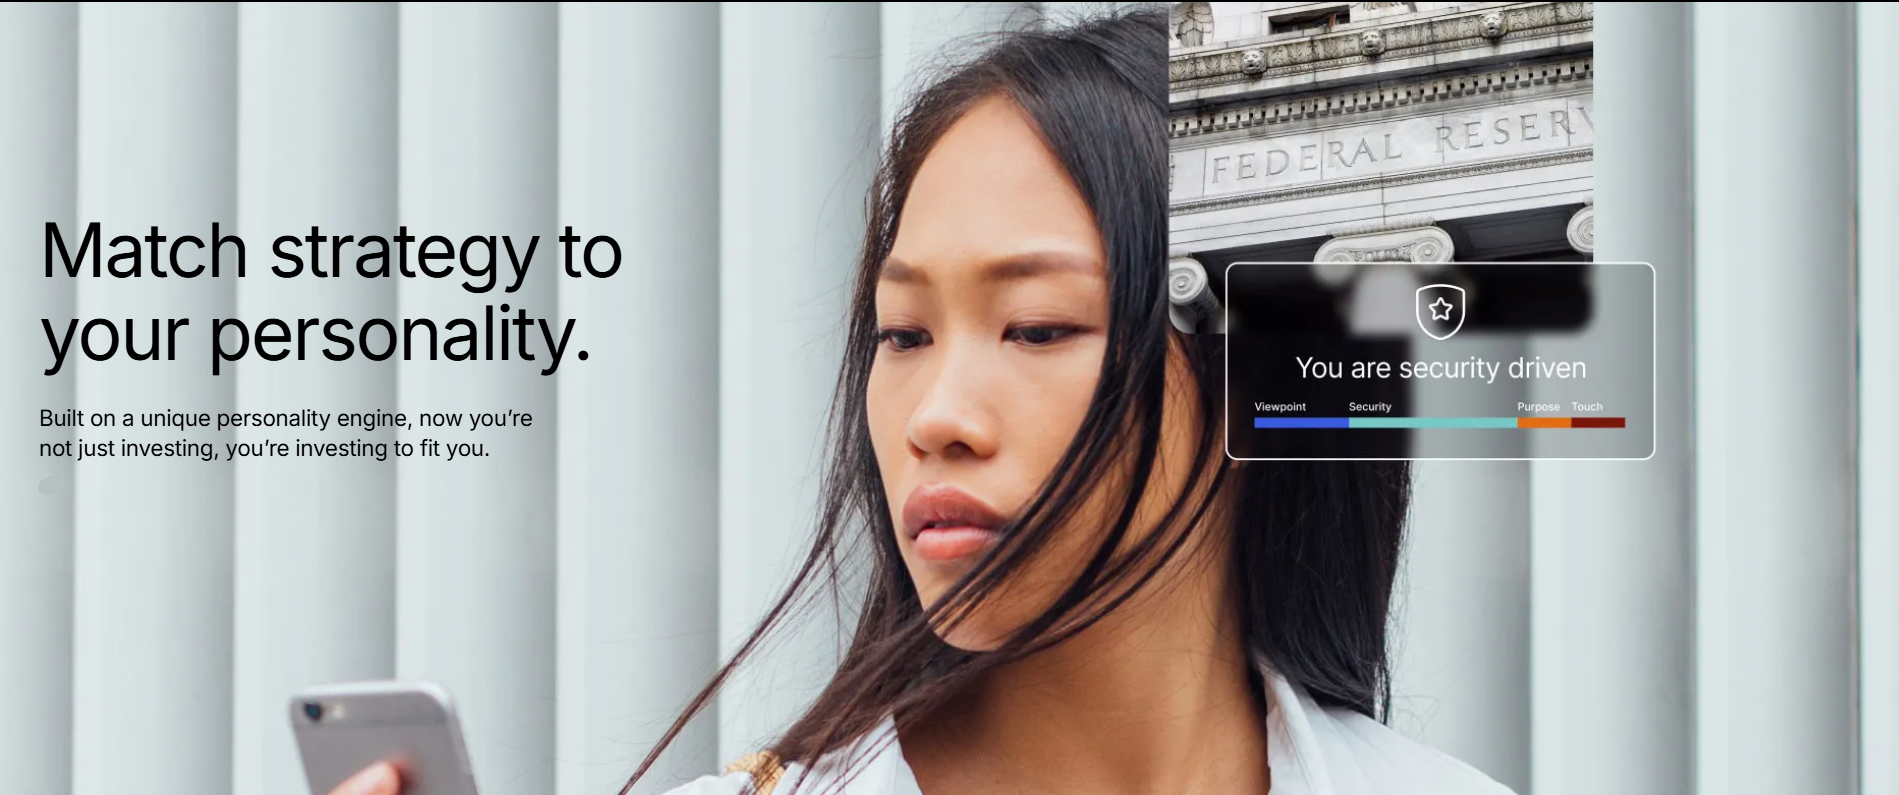 Match strategy to
your personality.
Built on a unique personality engine, now you’re
not just investing, you’re investing to fit you.
FEDERAL RESERV
You are security driven
Viewpoint Security Purpose Touch